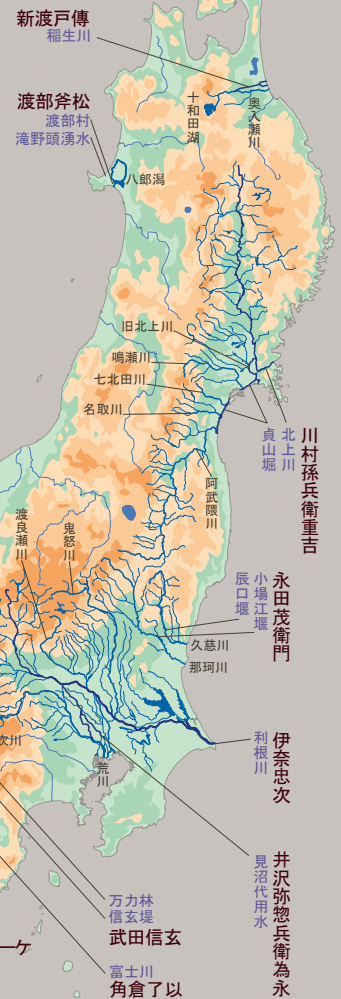 新渡戸傳
稲生川
渡部斧松
渡部村
滝野頭湧水
十和田湖
奥入瀬川
八郎潟
旧北上川
鳴瀬川
七北田川
名取川
貞山堀
北上川
川村孫兵衛重吉
阿武隈川
渡良瀬川
鬼怒川
辰口堰
小場江堰
永田茂衛門
久慈川
那珂川
次川
荒川
利根川
伊奈忠次
見沼代用水
井沢弥惣兵衛為永
万力林
信玄堤
武田信玄
富士川
角倉了以
一ケ